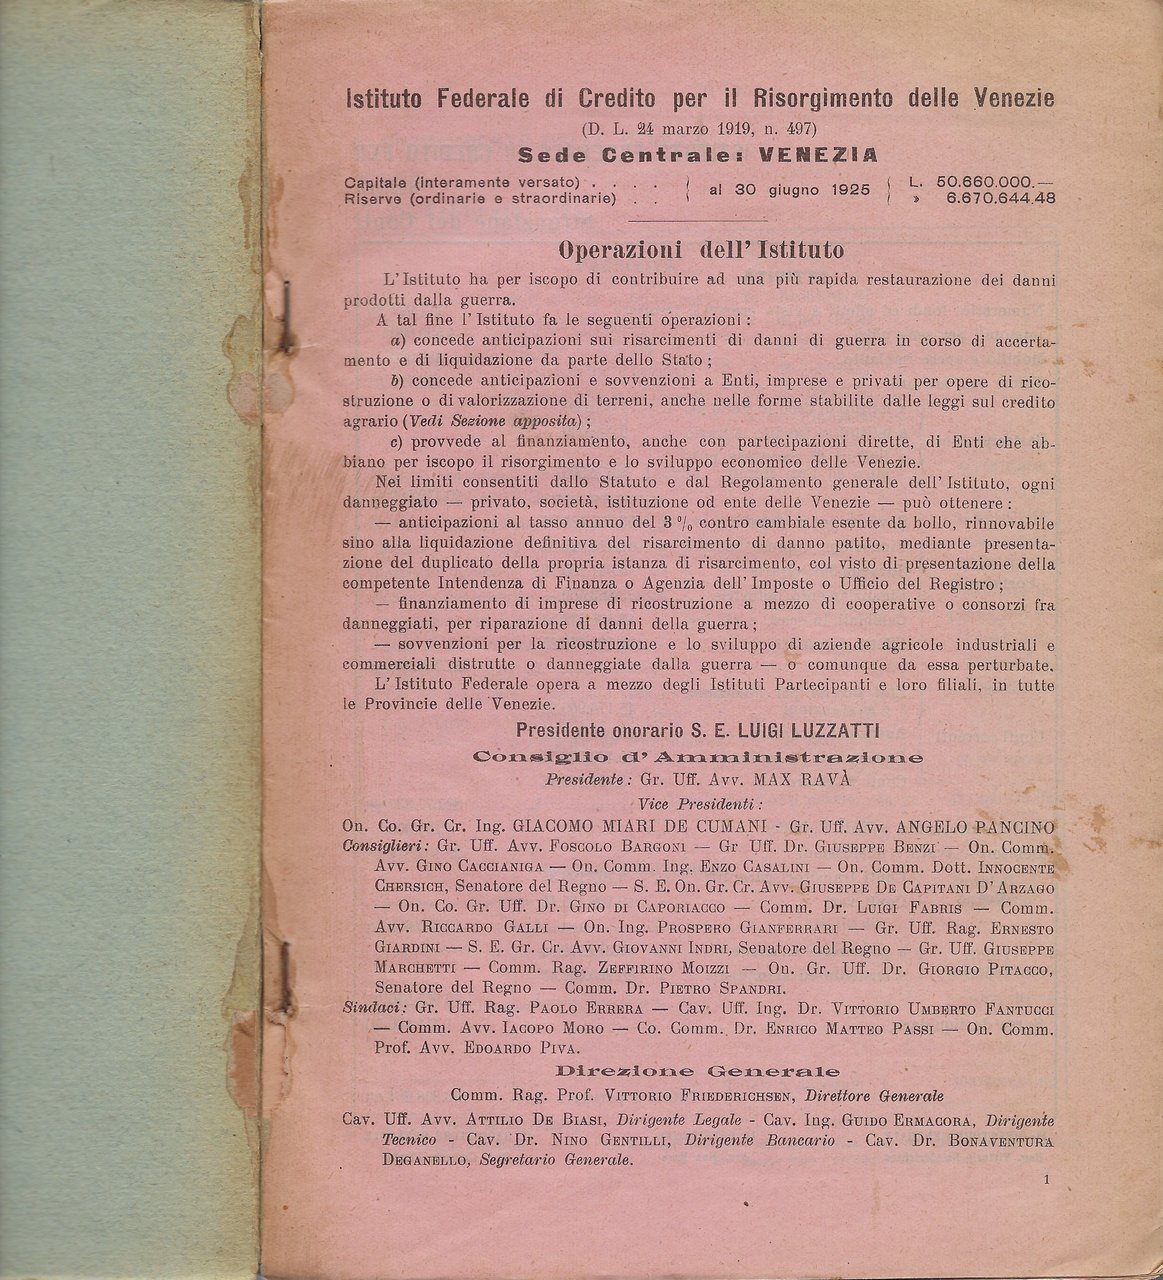 Istituto Federale di Credito per il Risorgimento delle Venezie
(D. L. 24 marzo 1919, n. 497)
Sede Centrale: VENEZIA
Capitale (interamente versato) . . . . al 30 giugno 1925 L. 50.660.000.—
Riserve (ordinarie e straordinarie) . . » 6.670.644.48
Operazioni dell' Istituto
L' Istituto ha per iscopo di contribuire ad una più rapida restaurazione dei danni
prodotti dalla guerra.
A tal fine l' Istituto fa le seguenti operazioni :
a) concede anticipazioni sui risarcimenti di danni di guerra in corso di accerta-
mento e di liquidazione da parte dello Stato ;
b) concede anticipazioni e sovvenzioni a Enti, imprese e privati per opere di rico-
struzione o di valorizzazione di terreni, anche nelle forme stabilite dalle leggi sul credito
agrario (Vedi Sezione apposita) ;
c) provvede al finanziamento, anche con partecipazioni dirette, di Enti che ab-
biano per iscopo il risorgimento e lo sviluppo economico delle Venezie.
Nei limiti consentiti dallo Statuto e dal Regolamento generale dell' Istituto, ogni
danneggiato — privato, società, istituzione od ente delle Venezie — può ottenere :
— anticipazioni al tasso annuo del 3 % contro cambiale esente da bollo, rinnovabile
sino alla liquidazione definitiva del risarcimento di danno patito, mediante presenta-
zione del duplicato della propria istanza di risarcimento, col visto di presentazione della
competente Intendenza di Finanza o Agenzia dell' Imposte o Ufficio del Registro ;
— finanziamento di imprese di ricostruzione a mezzo di cooperative o consorzi fra
danneggiati, per riparazione di danni della guerra ;
— sovvenzioni per la ricostruzione e lo sviluppo di aziende agricole industriali e
commerciali distrutte o danneggiate dalla guerra — o comunque da essa perturbate.
L' Istituto Federale opera a mezzo degli Istituti Partecipanti e loro filiali, in tutte
le Provincie delle Venezie.
Presidente onorario S. E. LUIGI LUZZATTI
Consiglio d' Amministrazione
Presidente : Gr. Uff. Avv. MAX RAVÀ
Vice Presidenti :
On. Co. Gr. Cr. Ing. GIACOMO MIARI DE CUMANI - Gr. Uff. Avv. ANGELO PANCINO
Consiglieri : Gr. Uff. Avv. FOSCOLO BARGONI — Gr Uff. Dr. GIUSEPPE BENZI — On. Comm.
Avv. GINO CACCIANIGA — On. Comm. Ing. ENZO CASALINI — On. Comm. Dott. INNOCENTE
CHERSICH, Senatore del Regno — S. E. On. Gr. Cr. Avv. GIUSEPPE DE CAPITANI D' ARZAGO
— On. Co. Gr. Uff. Dr. GINO DI CAPORIACCO — Comm. Dr. LUIGI FABRIS — Comm.
Avv. RICCARDO GALLI — On. Ing. PROSPERO GIANFERRARI — Gr. Uff. Rag. ERNESTO
GIARDINI — S. E. Gr. Cr. Avv. GIOVANNI INDRI, Senatore del Regno — Gr. Uff. GIUSEPPE
MARCHETTI — Comm. Rag. ZEFFIRINO MOIZZI — On. Gr. Uff. Dr. GIORGIO PITACCO,
Senatore del Regno — Comm. Dr. PIETRO SPANDRI.
Sindaci : Gr. Uff. Rag. PAOLO ERRERA — Cav. Uff. Ing. Dr. VITTORIO UMBERTO FANTUCCI
— Comm. Avv. IACOPO MORO — Co. Comm. Dr. ENRICO MATTEO PASSI — On. Comm.
Prof. Avv. EDOARDO PIVA.
Direzione Generale
Comm. Rag. Prof. VITTORIO FRIEDERICHSEN, Direttore Generale
Cav. Uff. Avv. ATTILIO DE BIASI, Dirigente Legale - Cav. Ing. GUIDO ERMACORA, Dirigente
Tecnico - Cav. Dr. NINO GENTILLI, Dirigente Bancario - Cav. Dr. BONAVENTURA
DEGANELLO, Segretario Generale.
1